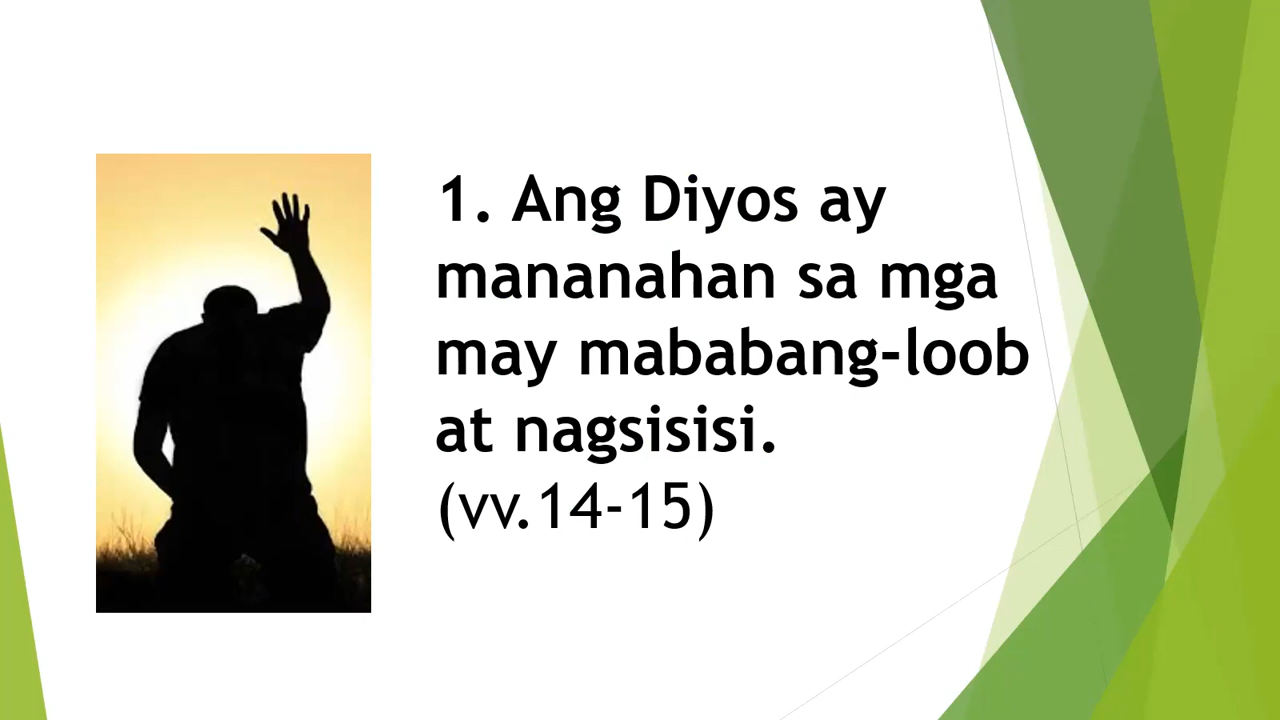 1. Ang Diyos ay
mananahan sa mga
may mababang-loob
at nagsisisi.
(vv.14-15)